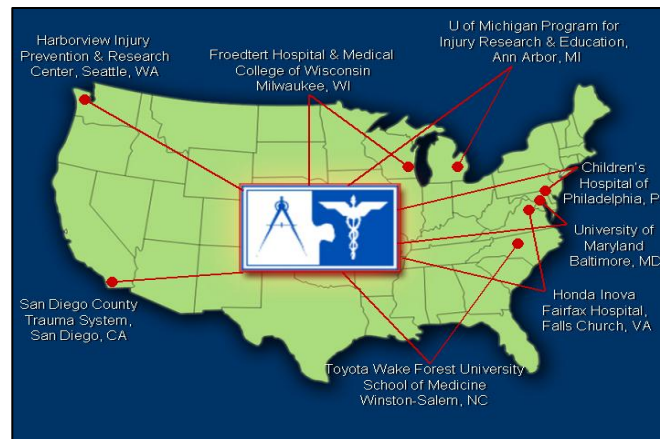 Harborview Injury
Prevention & Research
Center, Seattle, WA
Froedtert Hospital & Medical
College of Wisconsin
Milwaukee, WI
U of Michigan Program for
Injury Research & Education,
Ann Arbor, MI
Children's
Hospital of
Philadelphia, P
University of
Maryland
Baltimore, MD
Honda Inova
Fairfax Hospital,
Falls Church, VA
San Diego County
Trauma System,
San Diego, CA
Toyota Wake Forest University
School of Medicine
Winston-Salem, NC